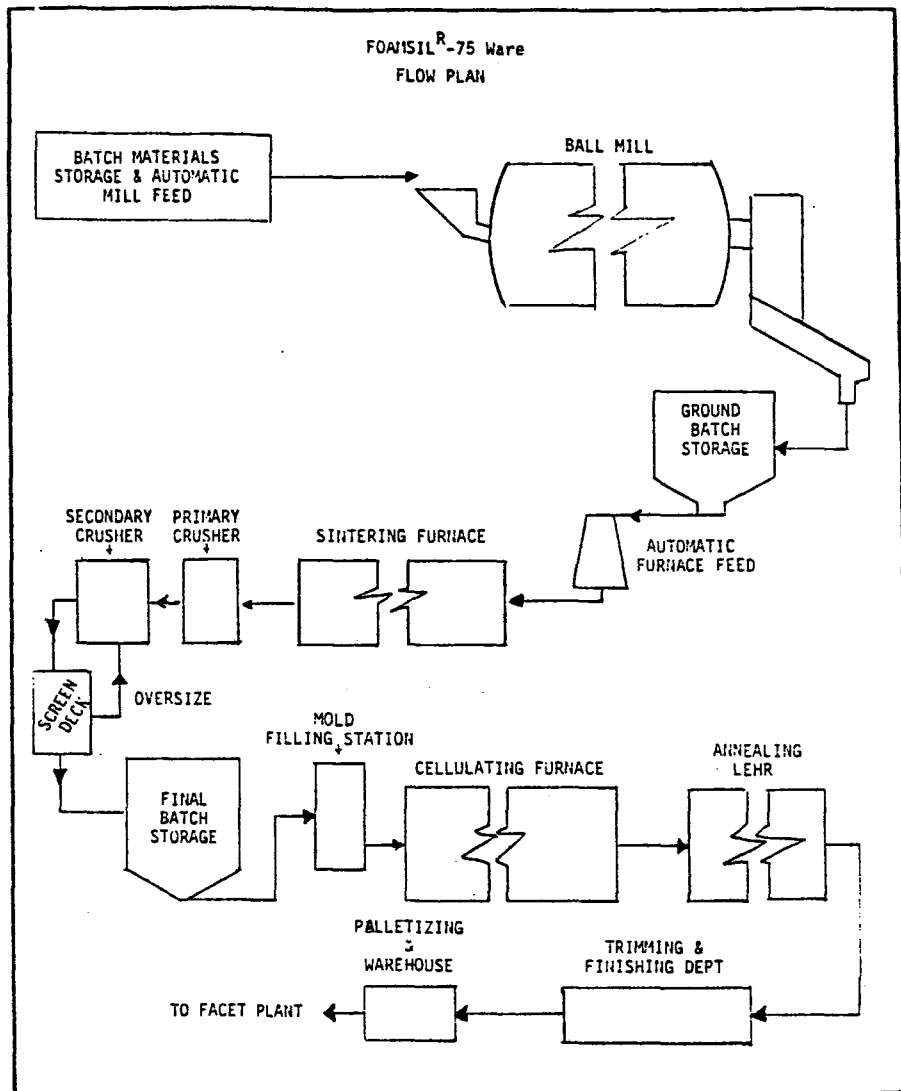 FOAMSILR-75 Ware
FLOW PLAN
BATCH MATERIALS
STORAGE & AUTOMATIC
MILL FEED
BALL MILL
GROUND
BATCH
STORAGE
AUTOMATIC
FURNACE FEED
SINTERING FURNACE
PRIMARY
CRUSHER
SECONDARY
CRUSHER
SCREEN
DECK
OVERSIZE
FINAL
BATCH
STORAGE
MOLD
FILLING STATION
CELLULATING FURNACE
ANNEALING
LEHR
TRIMMING &
FINISHING DEPT
PALLETIZING
&
WAREHOUSE
TO FACET PLANT